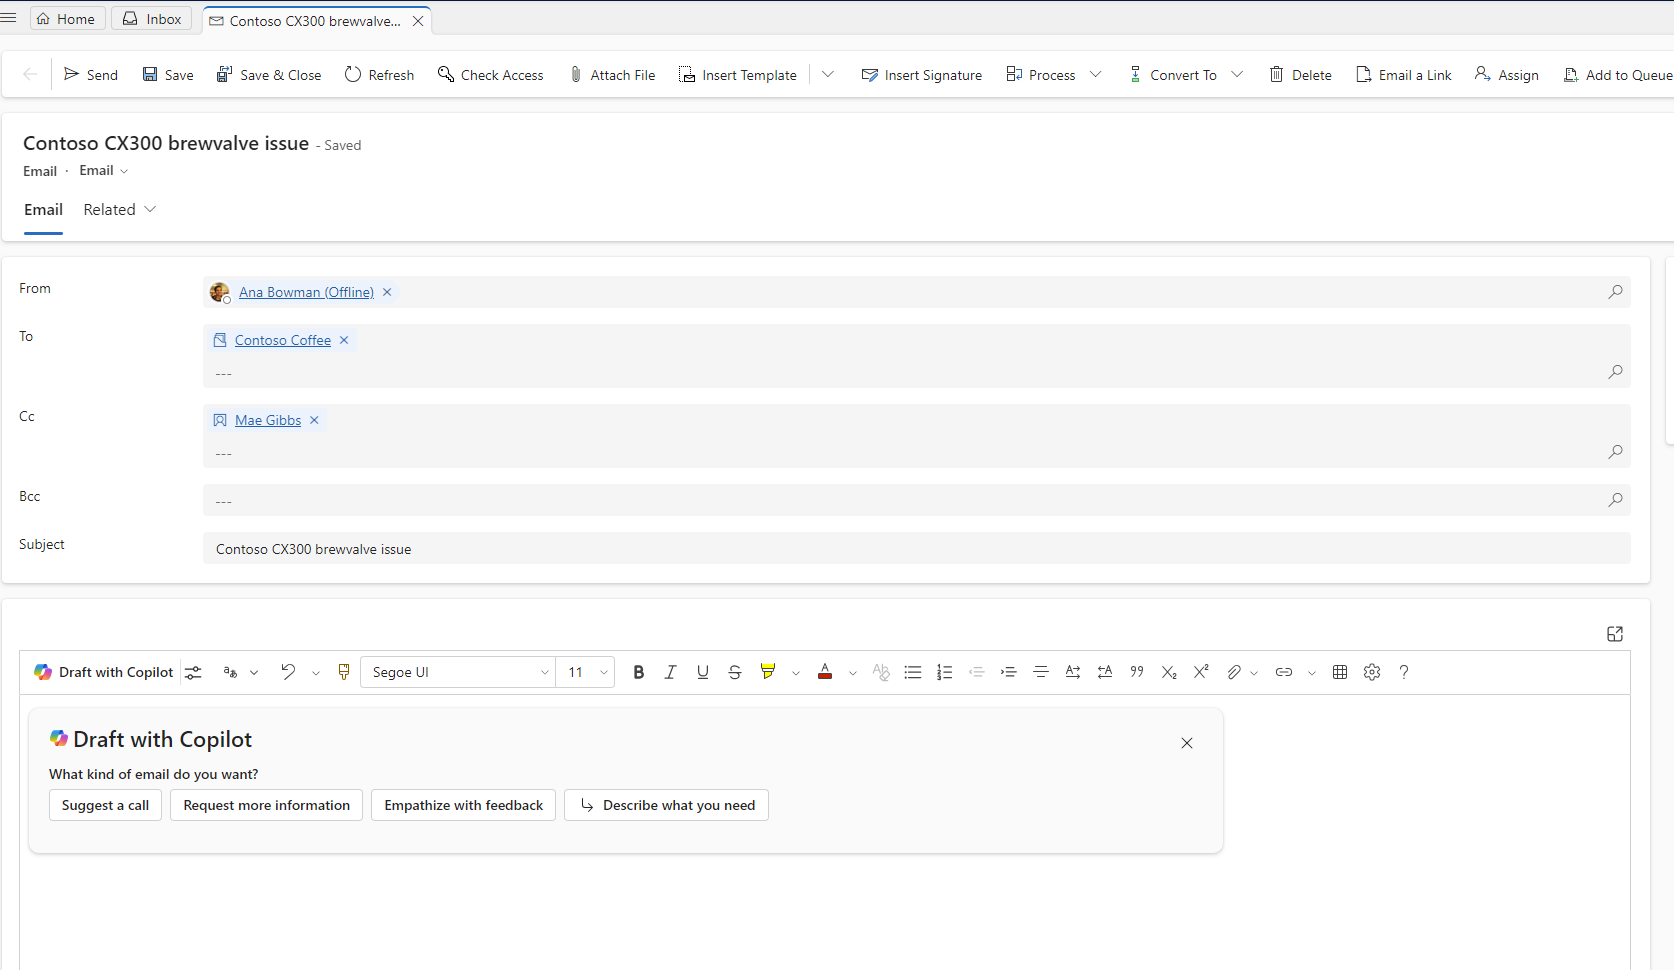 Home Inbox Contoso CX300 brewvalve...
Send Save Save & Close Refresh Check Access Attach File Insert Template Insert Signature Process Convert To Delete Email a Link Assign Add to Queue
Contoso CX300 brewvalve issue - Saved
Email · Email
Email Related
From Ana Bowman (Offline)
To Contoso Coffee
---
Cc Mae Gibbs
---
Bcc ---
Subject Contoso CX300 brewvalve issue
Draft with Copilot Segoe UI 11
Draft with Copilot
What kind of email do you want?
Suggest a call Request more information Empathize with feedback Describe what you need